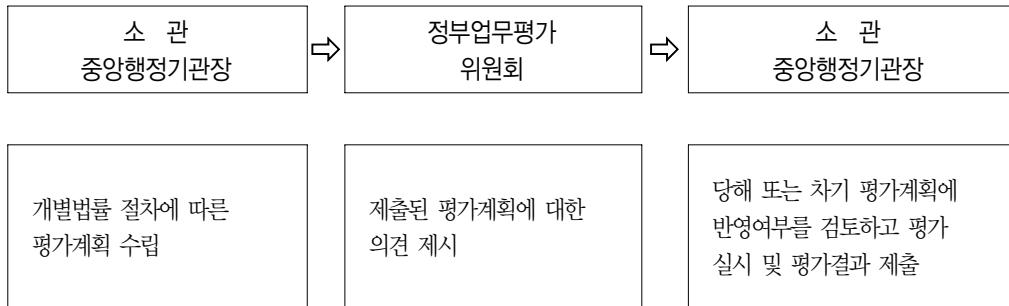 소 관
중앙행정기관장
⇨
정부업무평가
위원회
⇨
소 관
중앙행정기관장
개별법률 절차에 따른
평가계획 수립
제출된 평가계획에 대한
의견 제시
당해 또는 차기 평가계획에
반영여부를 검토하고 평가
실시 및 평가결과 제출